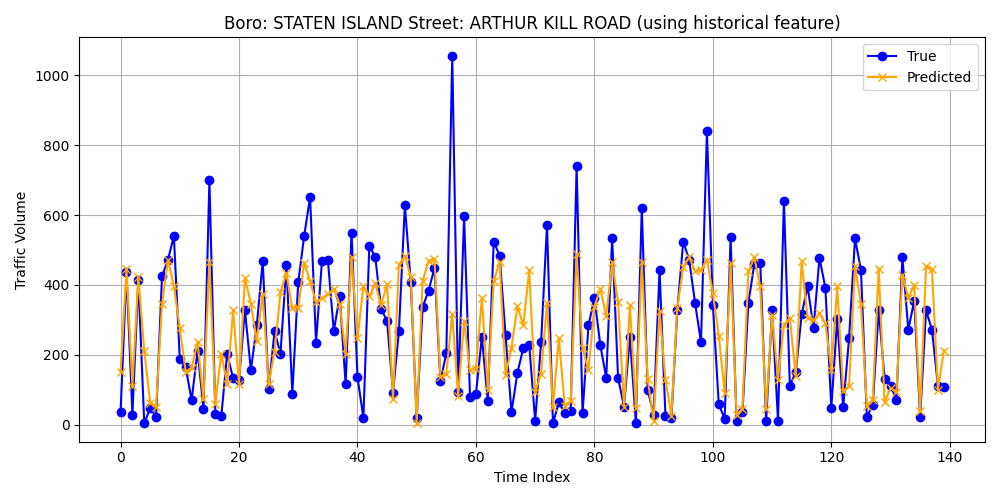 Boro: STATEN ISLAND Street: ARTHUR KILL ROAD (using historical feature)
True
Predicted
Traffic Volume
1000
800
600
400
200
0
0 20 40 60 80 100 120 140
Time Index